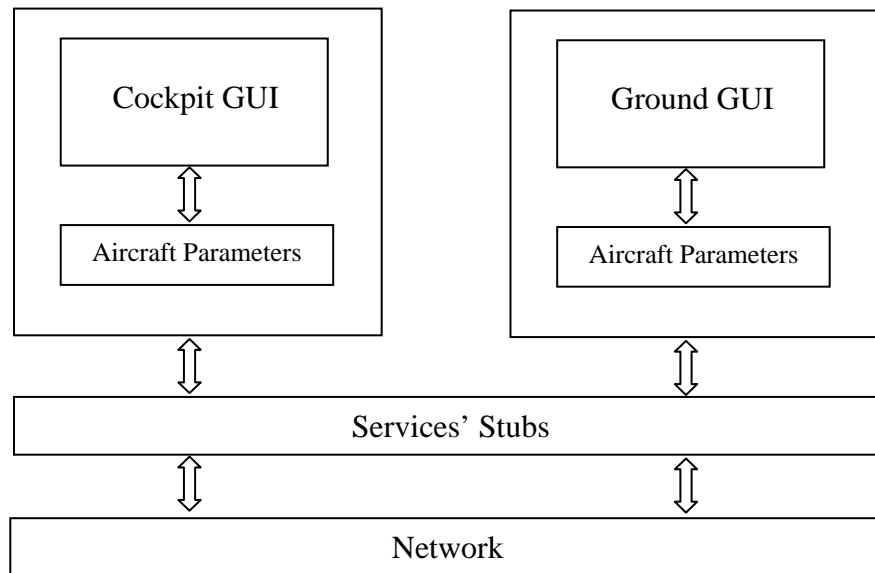 Cockpit GUI
Ground GUI
Aircraft Parameters
Aircraft Parameters
Services’ Stubs
Network